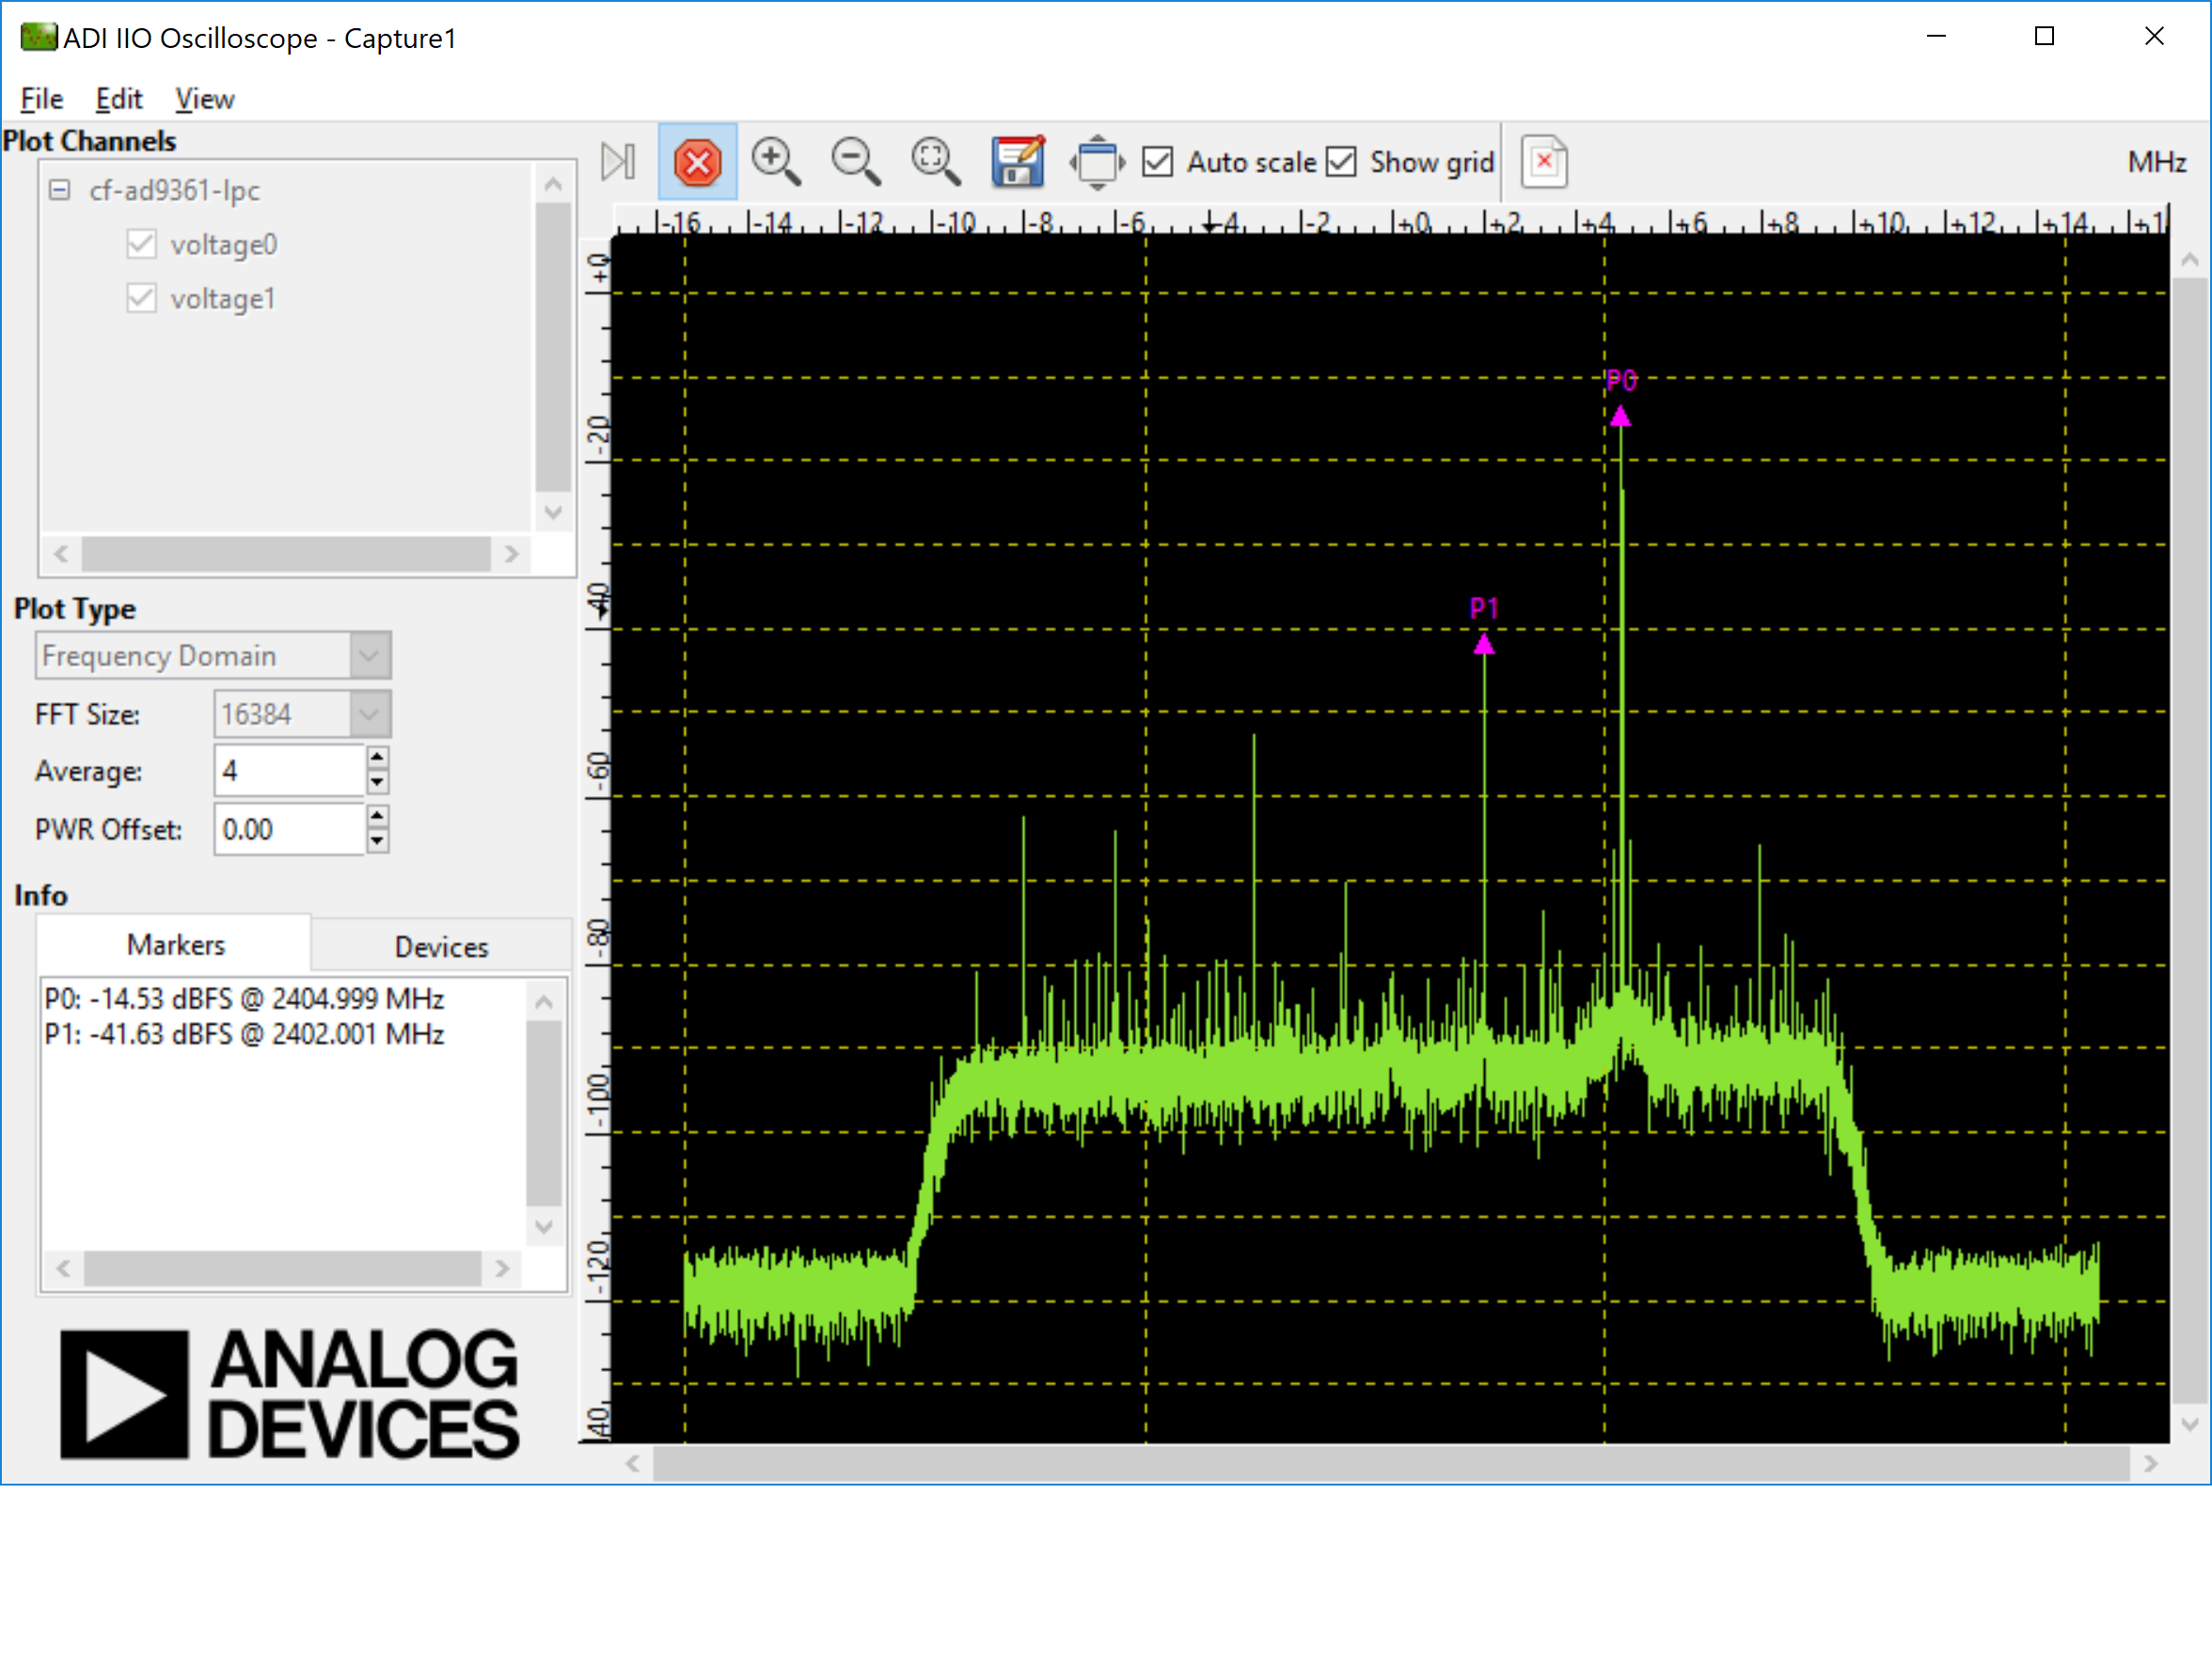 ADI IIO Oscilloscope - Capture1
File Edit View
Plot Channels
cf-ad9361-lpc
voltage0
voltage1
Plot Type
Frequency Domain
FFT Size: 16384
Average: 4
PWR Offset: 0.00
Info
Markers Devices
P0: -14.53 dBFS @ 2404.999 MHz
P1: -41.63 dBFS @ 2402.001 MHz
ANALOG
DEVICES
Auto scale Show grid MHz
-16 -14 -12 -10 -8 -6 -4 -2 +0 +2 +4 +6 +8 +10 +12 +14
+0
-20
-40
-60
-80
-100
-120
P0
P1